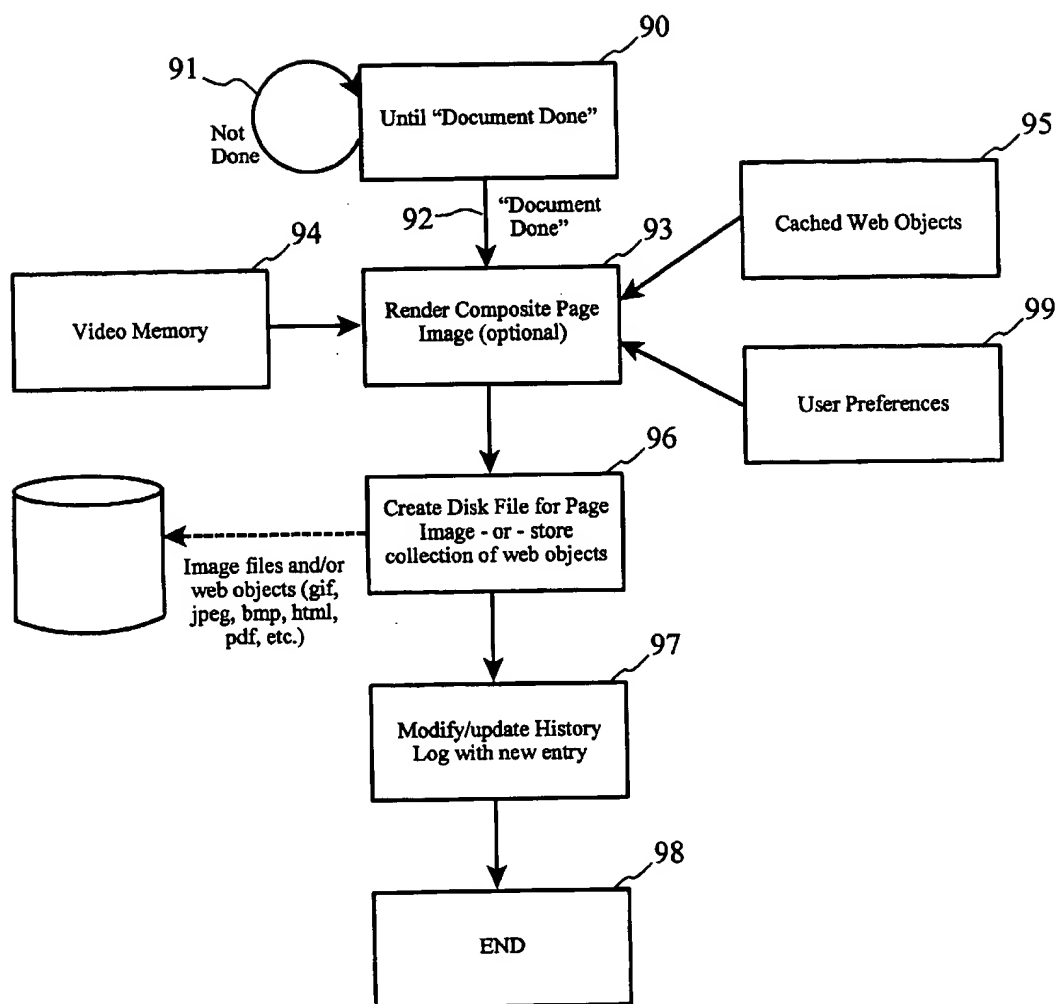 90
91
Until “Document Done”
Not
Done
95
92
“Document
Done”
Cached Web Objects
94
93
Video Memory
Render Composite Page
Image (optional)
99
User Preferences
96
Create Disk File for Page
Image - or - store
collection of web objects
Image files and/or
web objects (gif,
jpeg, bmp, html,
pdf, etc.)
97
Modify/update History
Log with new entry
98
END